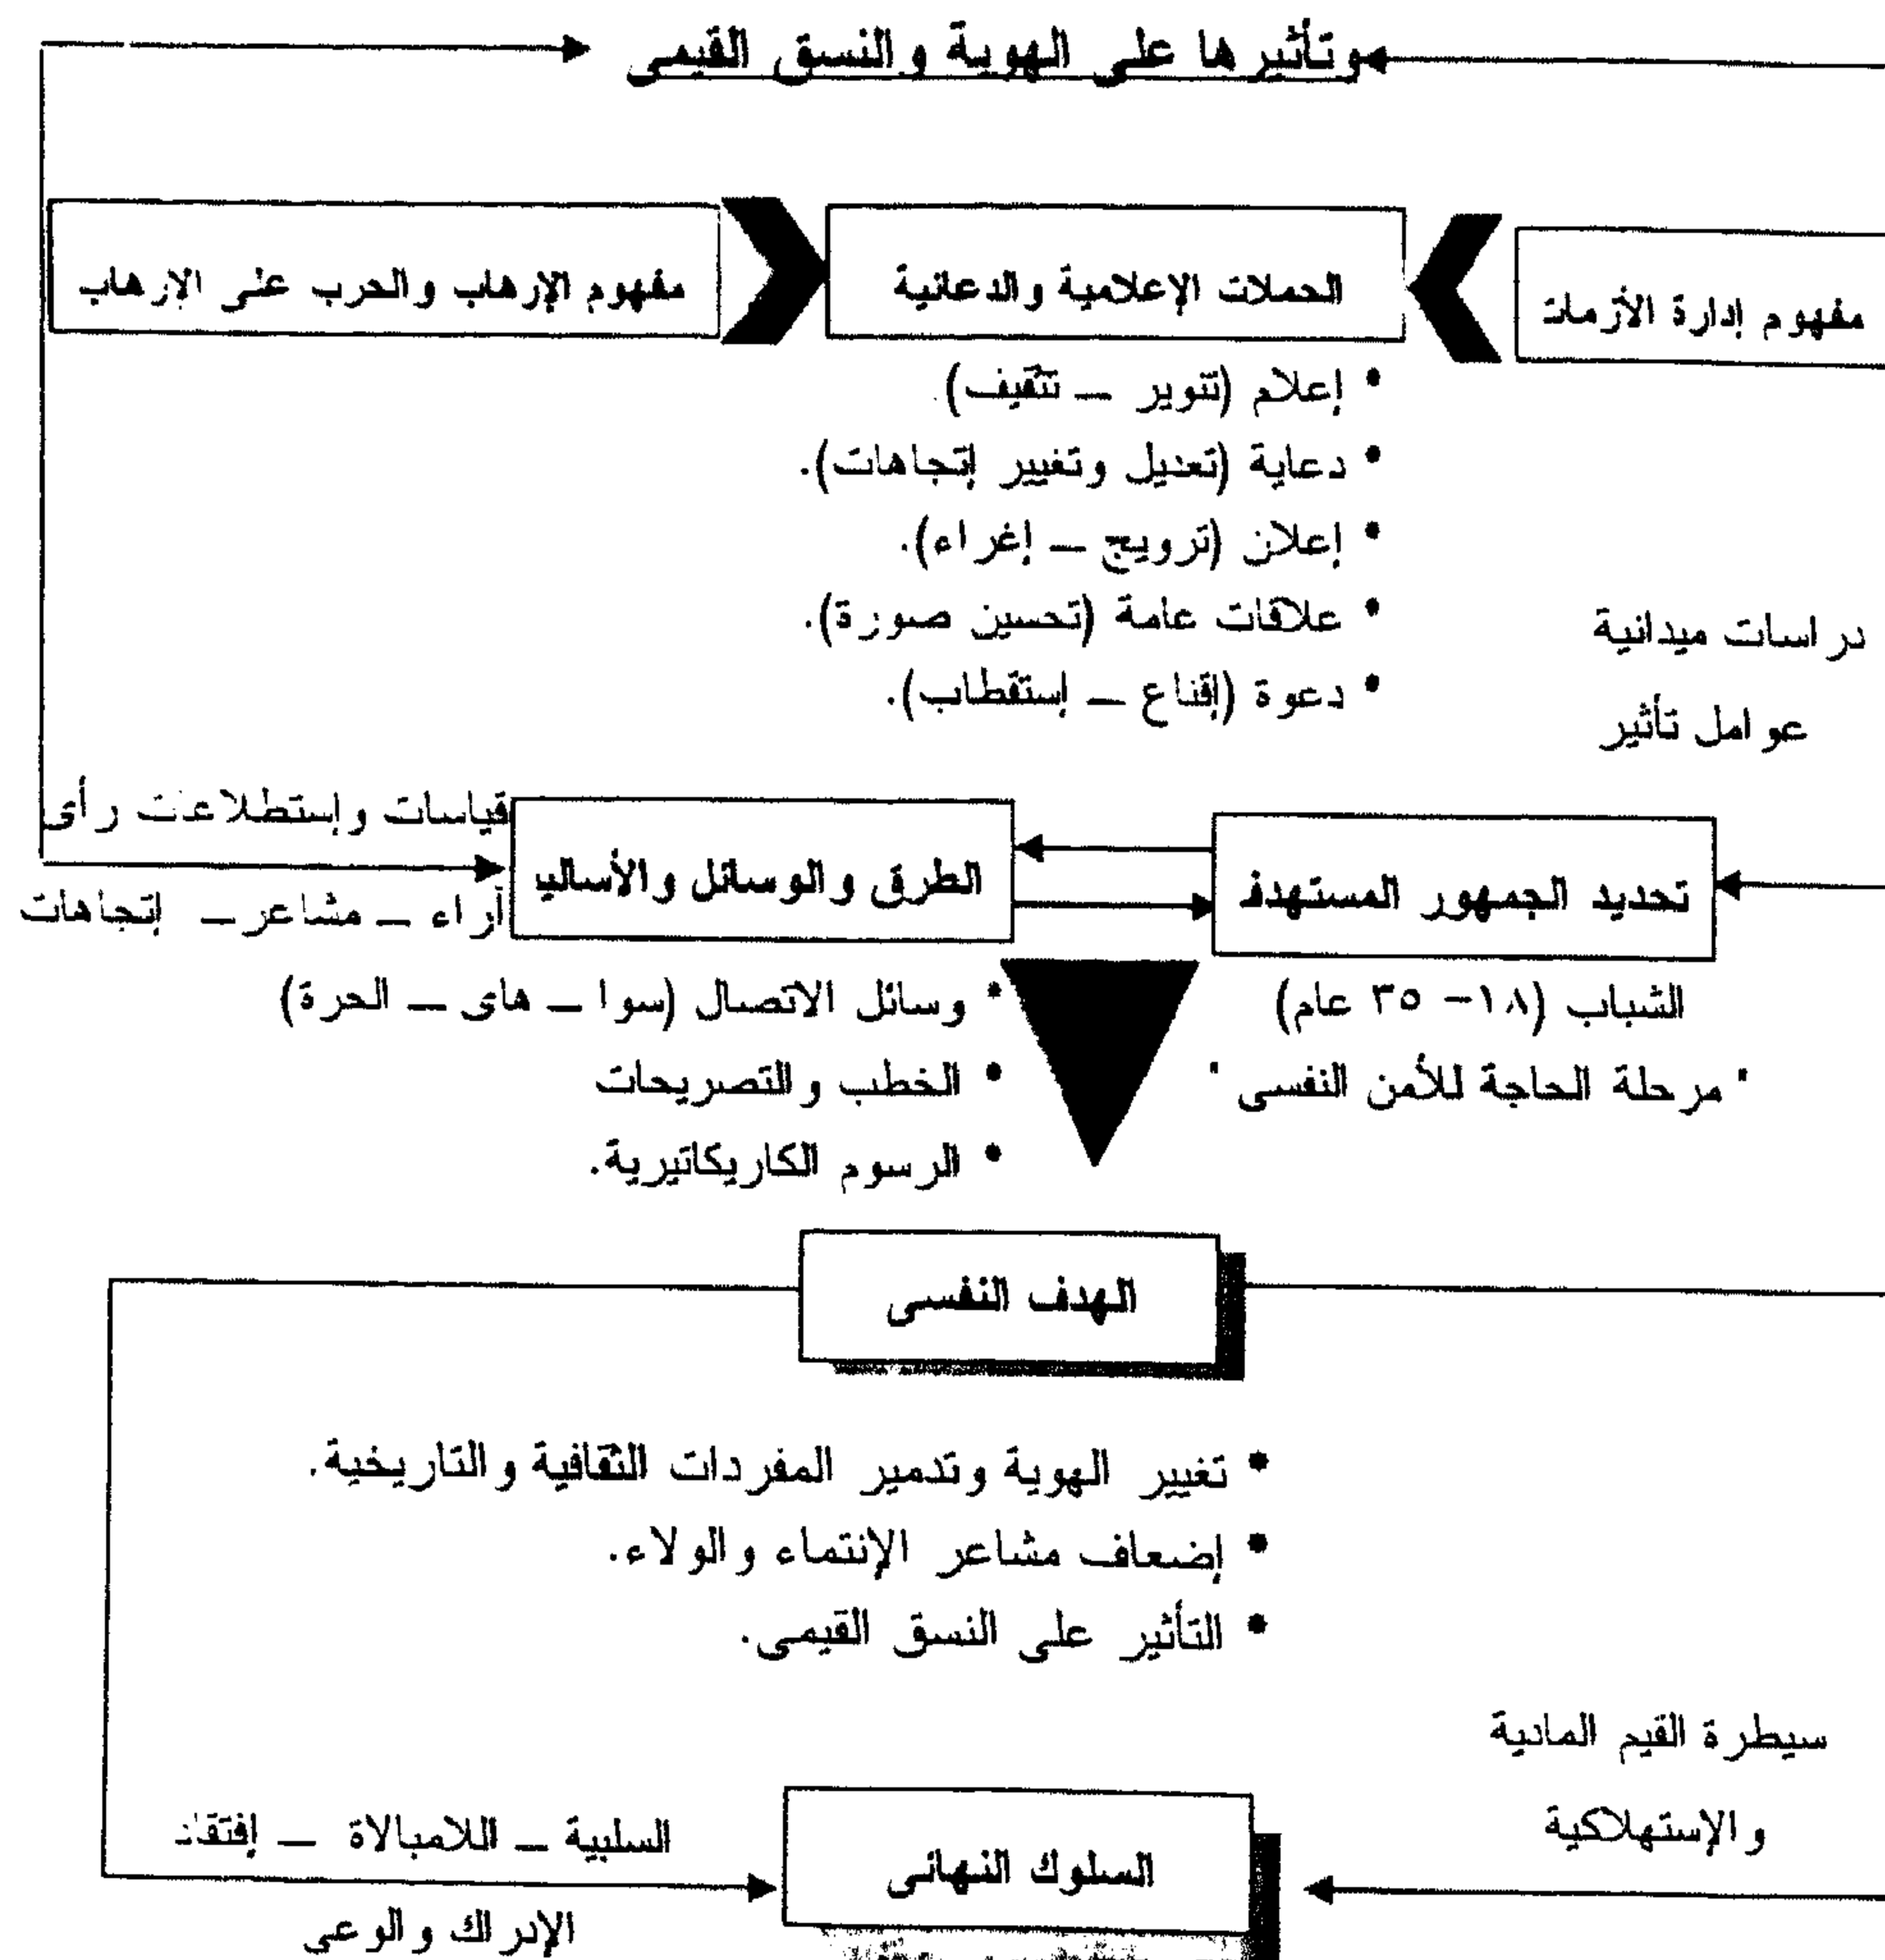 وتأثيرها على الهوية والنسق القيمى
مفهوم إدارة الأزمات
الحملات الإعلامية والدعائية
مفهوم الإرهاب والحرب على الإرهاب
• إعلام (تنوير – تثقيف).
• دعاية (تعديل وتغيير إتجاهات).
• إعلان (ترويج – إغراء).
• علاقات عامة (تحسين صورة).
• دعوة (إقناع – إستقطاب).
دراسات ميدانية
عوامل تأثير
تحديد الجمهور المستهدف
الطرق والوسائل والأساليب
قياسات وإستطلاعات رأى
آراء – مشاعر – إتجاهات
الشباب (١٨- ٣٥ عام)
" مرحلة الحاجة للأمن النفسى "
• وسائل الاتصال (سوا – هاى – الحرة)
• الخطب والتصريحات
• الرسوم الكاريكاتيرية.
الهدف النفسى
• تغيير الهوية وتدمير المفردات الثقافية والتاريخية.
• إضعاف مشاعر الإنتماء والولاء.
• التأثير على النسق القيمى.
سيطرة القيم المادية
والإستهلاكية
السلوك النهائى
السلبية – اللامبالاة – إفتقاد
الإدراك والوعى